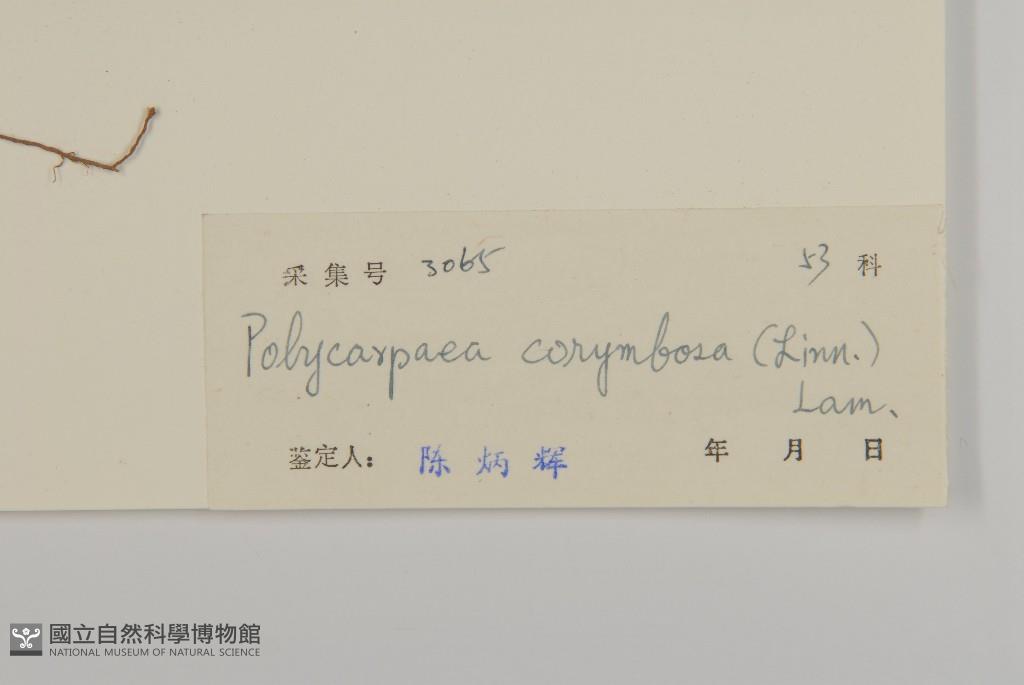 采集号 3065 53 科
Polycarpaea corymbosa (Linn.)
Lam.
鉴定人： 陈炳辉 年 月 日
國立自然科學博物館
NATIONAL MUSEUM OF NATURAL SCIENCE